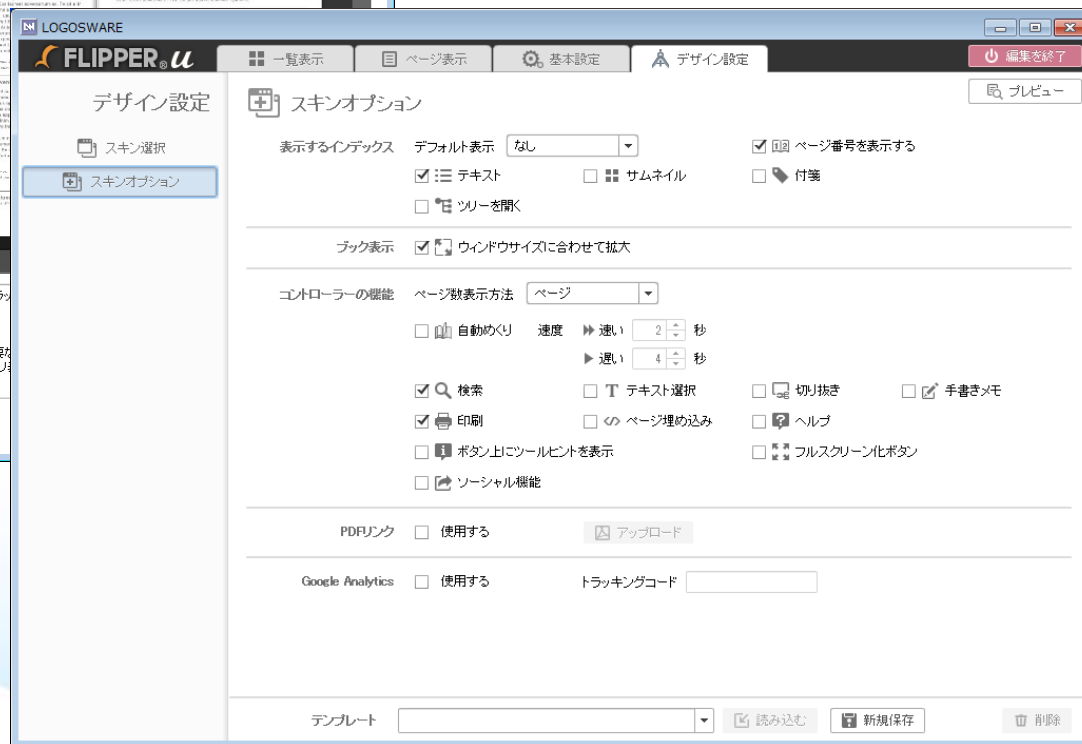 LOGOSWARE
FLIPPER® u 一覧表示 ページ表示 基本設定 デザイン設定 編集を終了
デザイン設定
スキン選択
スキンオプション
スキンオプション プレビュー
表示するインデックス デフォルト表示 なし 12 ページ番号を表示する
テキスト サムネイル 付箋
ツリーを開く
ブック表示 ウィンドウサイズに合わせて拡大
コントローラーの機能 ページ数表示方法 ページ
自動めくり 速度 速い 2 秒
遅い 4 秒
検索 T テキスト選択 切り抜き 手書きメモ
印刷 ページ埋め込み ヘルプ
ボタン上にツールヒントを表示 フルスクリーン化ボタン
ソーシャル機能
PDFリンク 使用する アップロード
Google Analytics 使用する トラッキングコード
テンプレート 読み込む 新規保存 削除